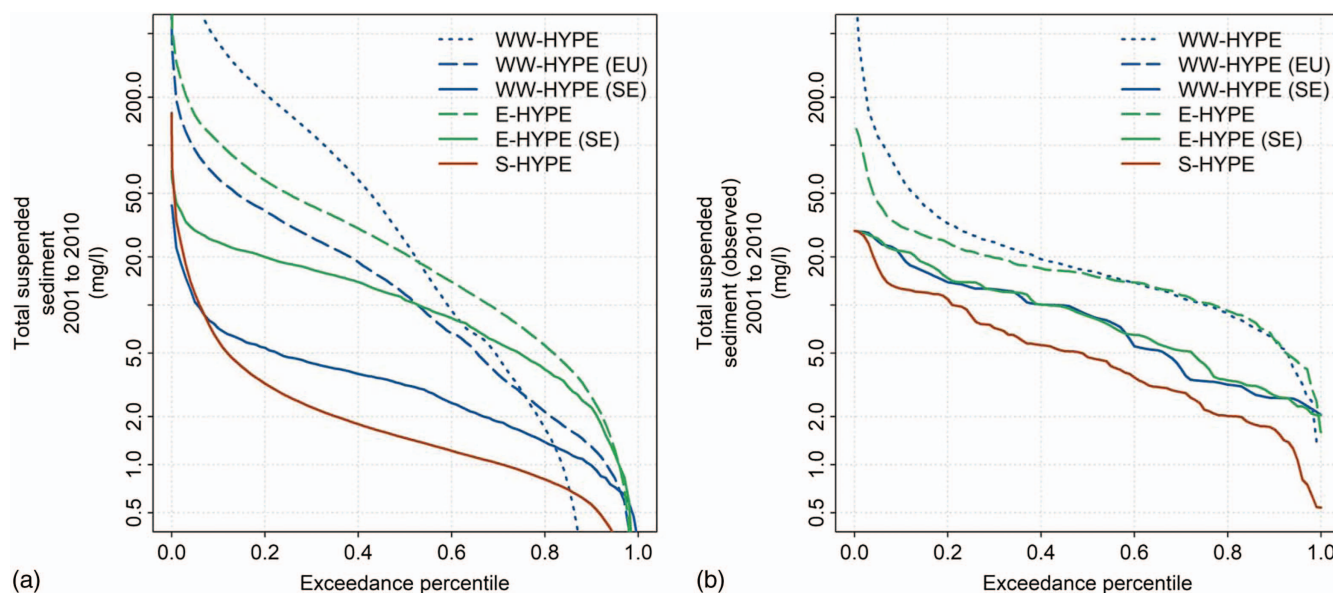 Total suspended
sediment
2001 to 2010
(mg/l)
200.0
50.0
20.0
5.0
2.0
1.0
0.5
WW-HYPE
WW-HYPE (EU)
WW-HYPE (SE)
E-HYPE
E-HYPE (SE)
S-HYPE
0.0 0.2 0.4 0.6 0.8 1.0
Exceedance percentile
(a)
Total suspended
sediment (observed)
2001 to 2010
(mg/l)
200.0
50.0
20.0
5.0
2.0
1.0
0.5
WW-HYPE
WW-HYPE (EU)
WW-HYPE (SE)
E-HYPE
E-HYPE (SE)
S-HYPE
0.0 0.2 0.4 0.6 0.8 1.0
Exceedance percentile
(b)